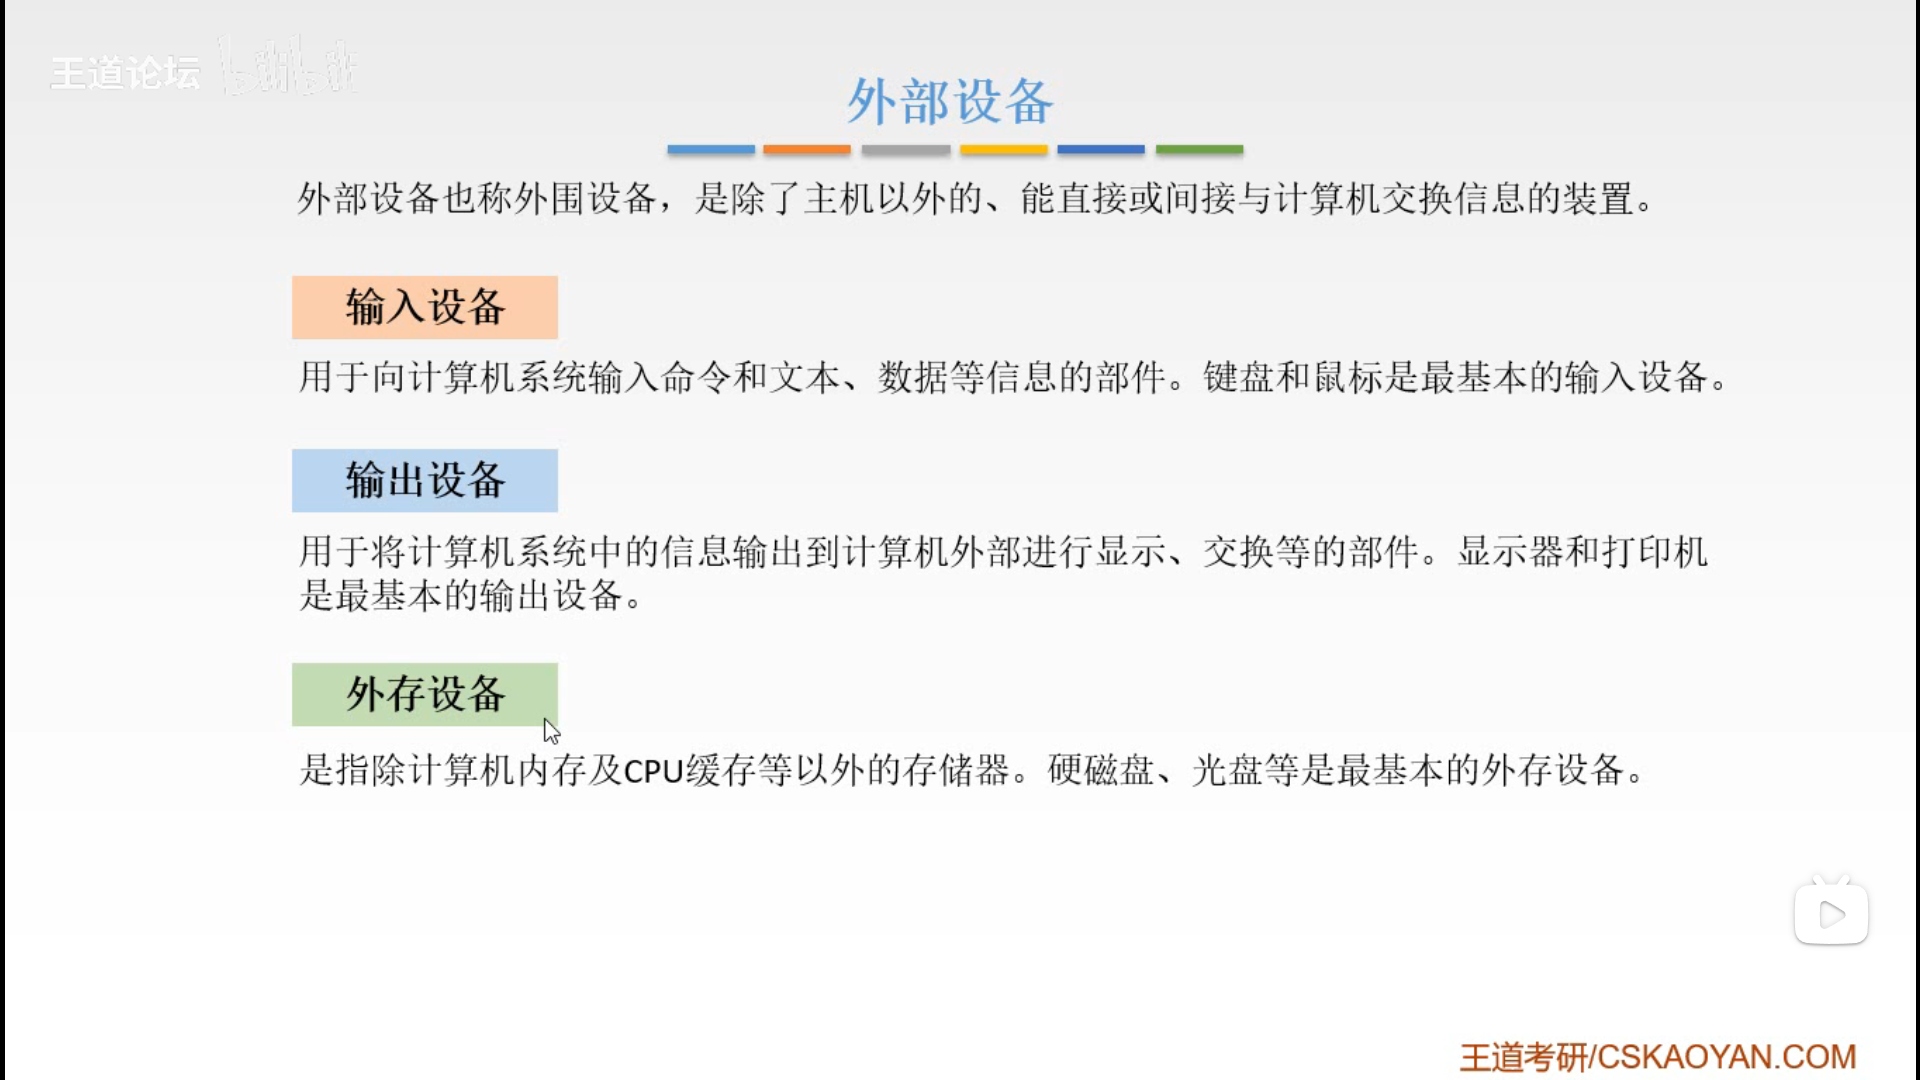 王道论坛 bilibili
外部设备
外部设备也称外围设备，是除了主机以外的、能直接或间接与计算机交换信息的装置。
输入设备
用于向计算机系统输入命令和文本、数据等信息的部件。键盘和鼠标是最基本的输入设备。
输出设备
用于将计算机系统中的信息输出到计算机外部进行显示、交换等的部件。显示器和打印机
是最基本的输出设备。
外存设备
是指除计算机内存及CPU缓存等以外的存储器。硬磁盘、光盘等是最基本的外存设备。
王道考研/CSKAOYAN.COM